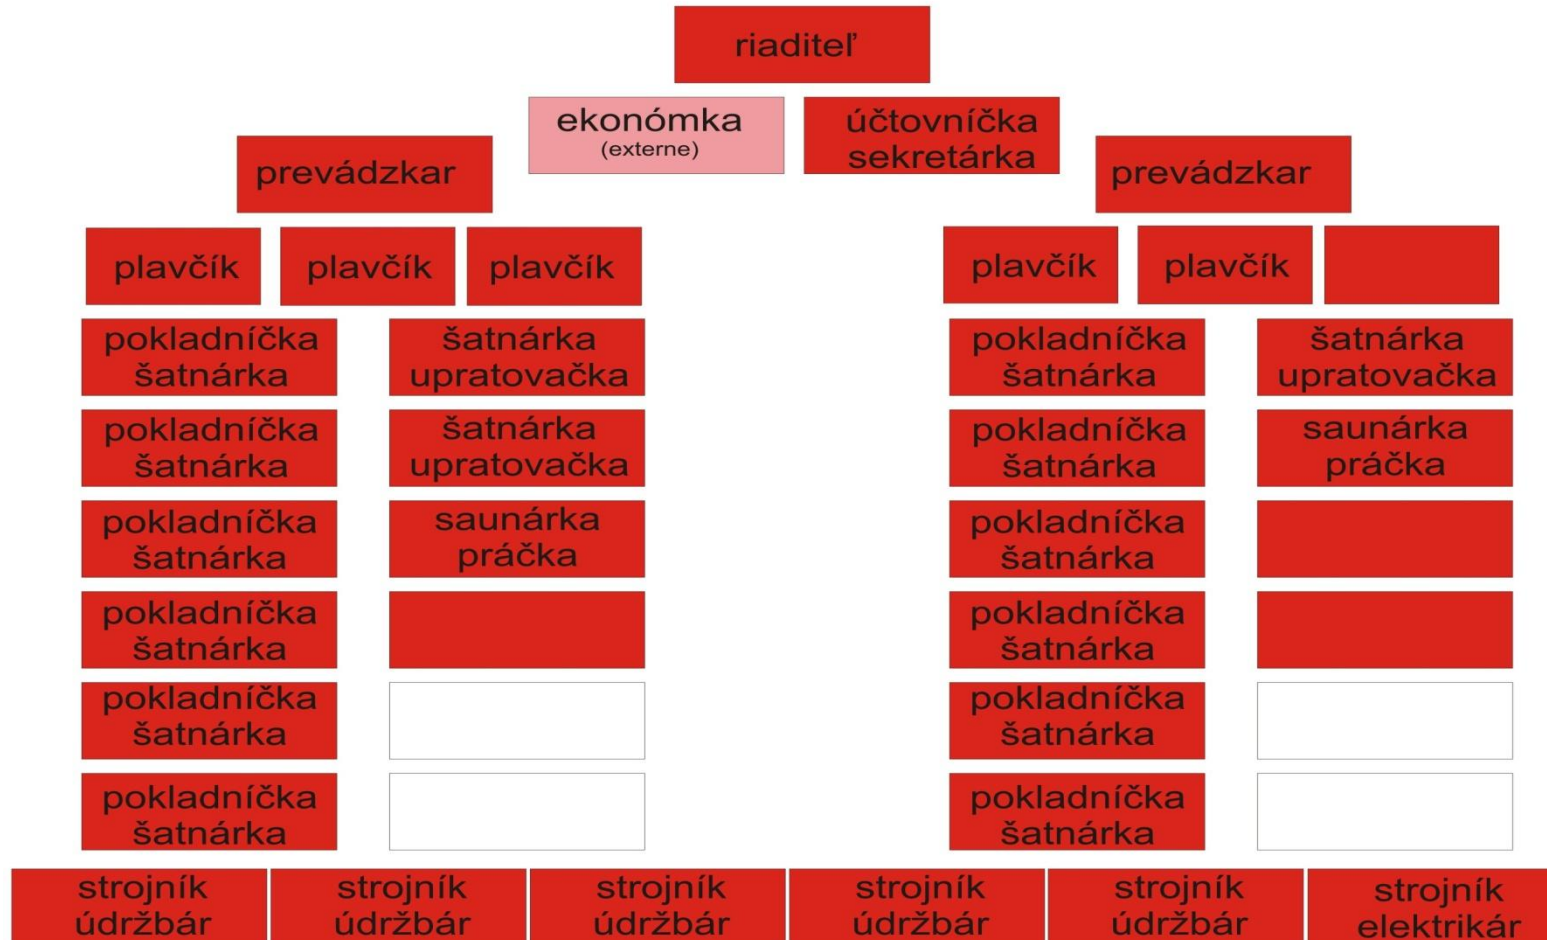 riaditeľ
ekonómka
(externe)
účtovníčka
sekretárka
prevádzkar
prevádzkar
plavčík
plavčík
plavčík
plavčík
plavčík
pokladníčka
šatnárka
šatnárka
upratovačka
pokladníčka
šatnárka
šatnárka
upratovačka
pokladníčka
šatnárka
šatnárka
upratovačka
pokladníčka
šatnárka
saunárka
práčka
pokladníčka
šatnárka
saunárka
práčka
pokladníčka
šatnárka
pokladníčka
šatnárka
pokladníčka
šatnárka
pokladníčka
šatnárka
pokladníčka
šatnárka
pokladníčka
šatnárka
pokladníčka
šatnárka
strojník
údržbár
strojník
údržbár
strojník
údržbár
strojník
údržbár
strojník
údržbár
strojník
elektrikár